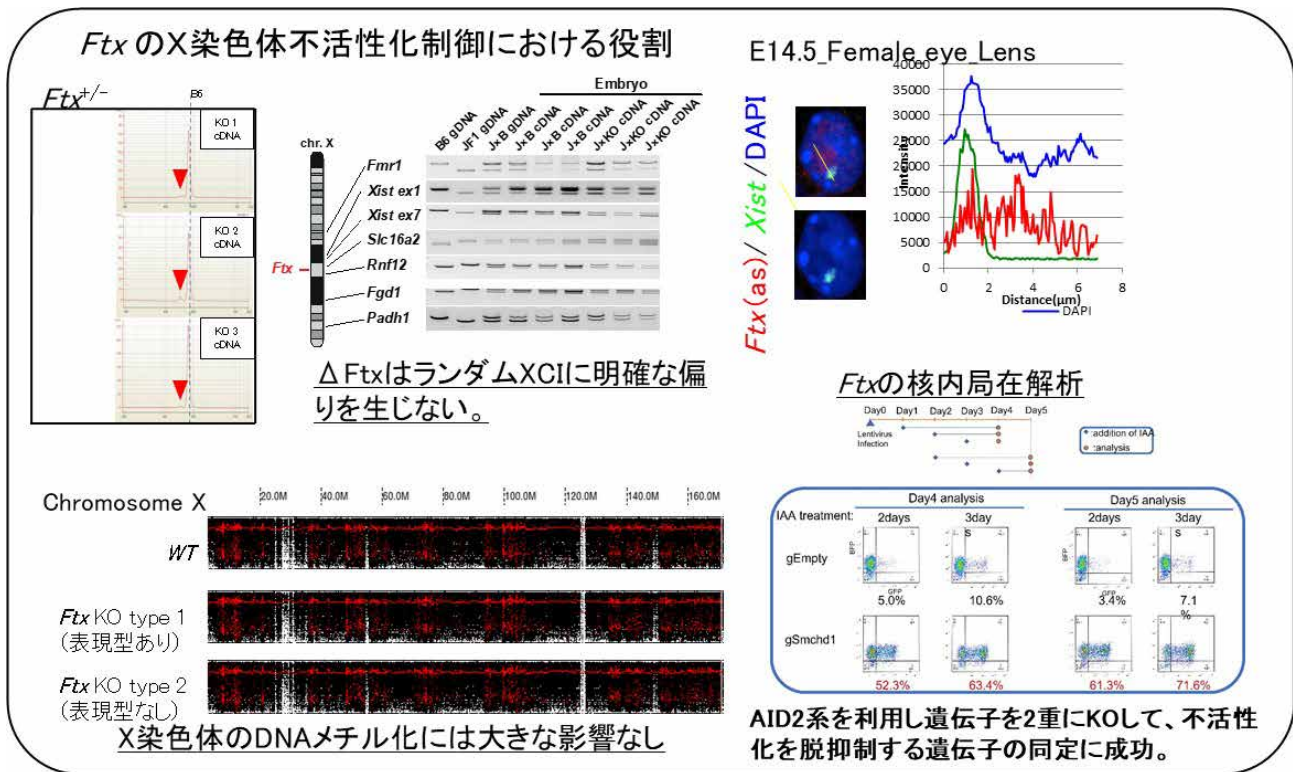 Ftx のX染色体不活性化制御における役割
Ftx+/-
B6
KO 1
cDNA
KO 2
cDNA
KO 3
cDNA
chr. X
Ftx
Embryo
B6 gDNA
JF1 gDNA
J×B gDNA
J×B cDNA
J×B cDNA
J×B cDNA
J×KO cDNA
J×KO cDNA
J×KO cDNA
Fmr1
Xist ex1
Xist ex7
Slc16a2
Rnf12
Fgd1
Padh1
Δ Ftxはランダム XCIに明確な偏
りを生じない。
E14.5_Female_eye_Lens
Ftx(as)/ Xist /DAPI
Intensity
40000
35000
30000
25000
20000
15000
10000
5000
0
0 2 4 6 8
Distance(μm)
DAPI
Ftxの核内局在解析
Day0 Day1 Day2 Day3 Day4 Day5
Lentivirus
Infection
:addition of IAA
:analysis
Day4 analysis Day5 analysis
IAA treatment: 2days 3day
s 2days 3day
s
gEmpty
BFP
GFP
5.0% 10.6% 3.4% 7.1
%
gSmchd1
52.3% 63.4% 61.3% 71.6%
AID2系を利用し遺伝子を2重にKOして、不活性
化を脱抑制する遺伝子の同定に成功。
Chromosome X
20.0M 40.0M 60.0M 80.0M 100.0M 120.0M 140.0M 160.0M
WT
Ftx KO type 1
(表現型あり)
Ftx KO type 2
(表現型なし)
X染色体のDNAメチル化には大きな影響なし